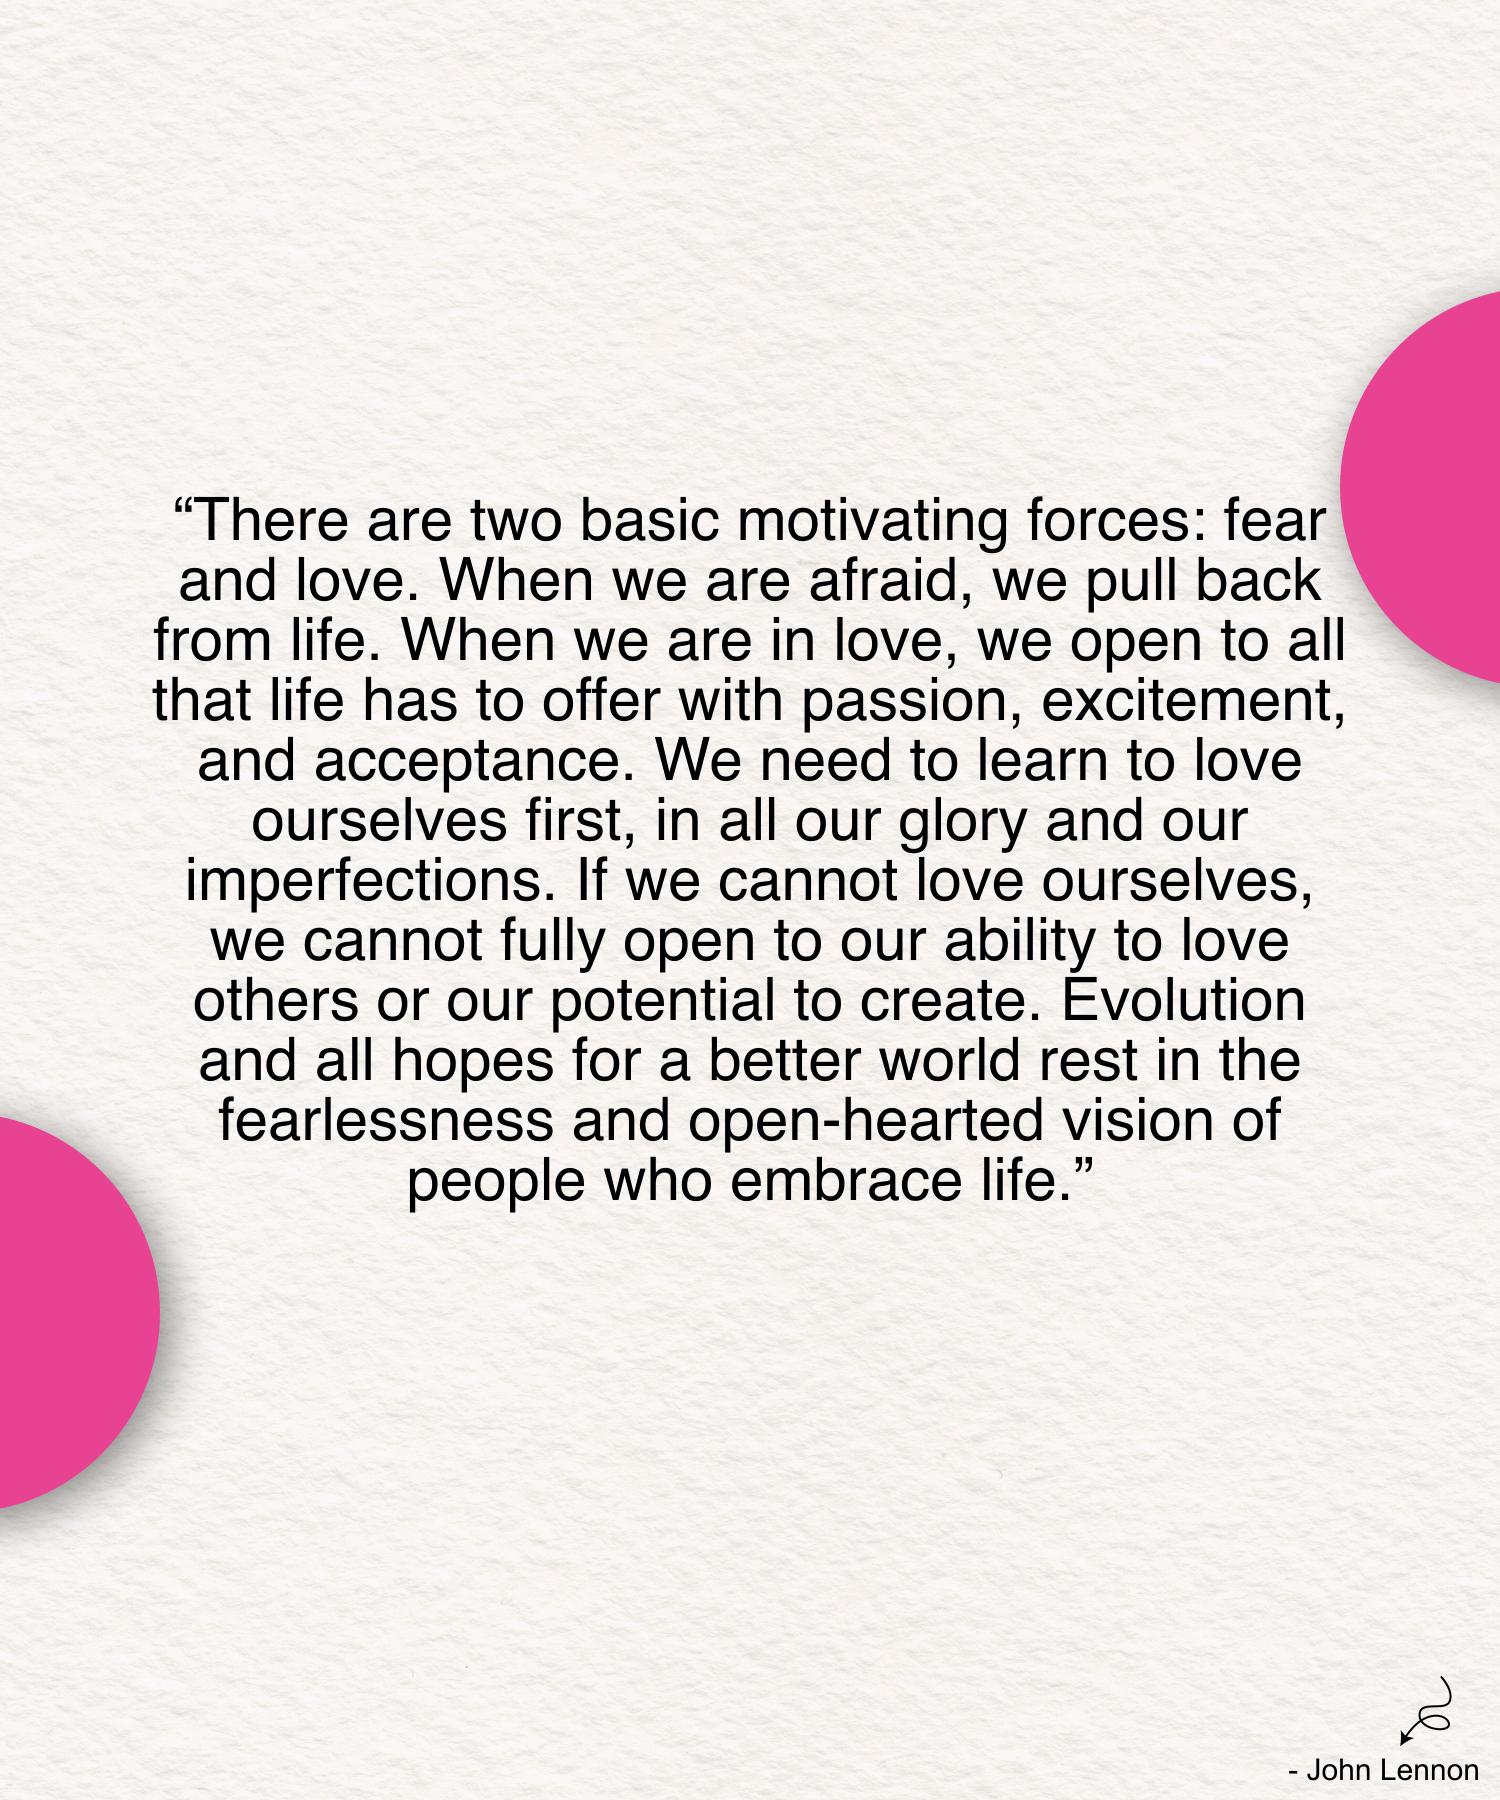 “There are two basic motivating forces: fear
and love. When we are afraid, we pull back
from life. When we are in love, we open to all
that life has to offer with passion, excitement,
and acceptance. We need to learn to love
ourselves first, in all our glory and our
imperfections. If we cannot love ourselves,
we cannot fully open to our ability to love
others or our potential to create. Evolution
and all hopes for a better world rest in the
fearlessness and open-hearted vision of
people who embrace life.”
- John Lennon